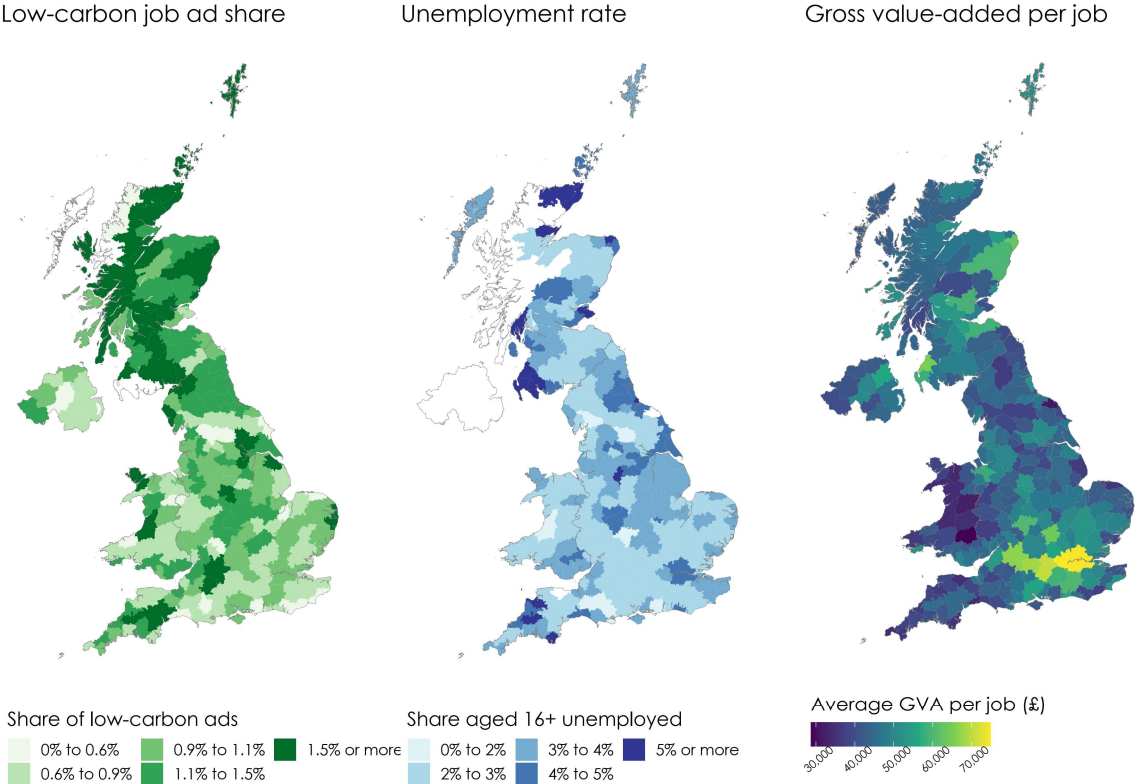 Low-carbon job ad share
Unemployment rate
Gross value-added per job
Share of low-carbon ads
0% to 0.6%
0.6% to 0.9%
0.9% to 1.1%
1.1% to 1.5%
1.5% or more
Share aged 16+ unemployed
0% to 2%
2% to 3%
3% to 4%
4% to 5%
5% or more
Average GVA per job (£)
30,000
40,000
50,000
60,000
70,000